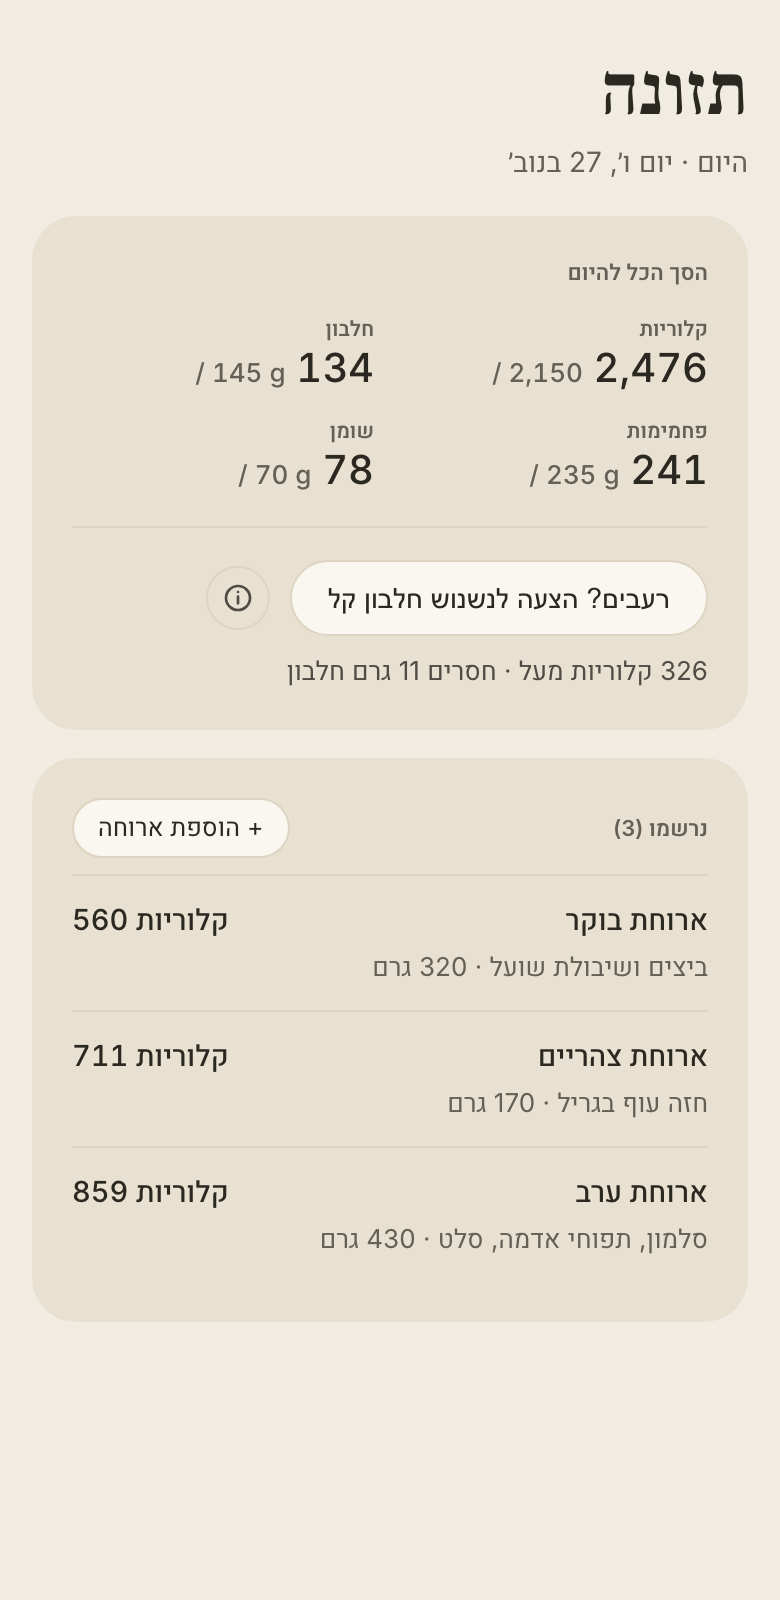 תזונה
היום · יום ו׳, 27 בנוב׳
הסך הכל להיום
קלוריות
2,476 / 2,150
חלבון
134 / 145 g
פחמימות
241 / 235 g
שומן
78 / 70 g
רעבים? הצעה לנשנוש חלבון קל
326 קלוריות מעל · חסרים 11 גרם חלבון
נרשמו (3)
+ הוספת ארוחה
ארוחת בוקר
560 קלוריות
ביצים ושיבולת שועל · 320 גרם
ארוחת צהריים
711 קלוריות
חזה עוף בגריל · 170 גרם
ארוחת ערב
859 קלוריות
סלמון, תפוחי אדמה, סלט · 430 גרם